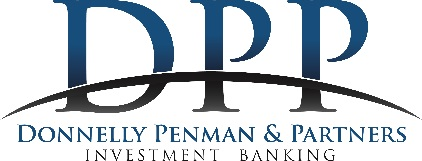 DPP
DONNELLY PENMAN & PARTNERS
INVESTMENT BANKING